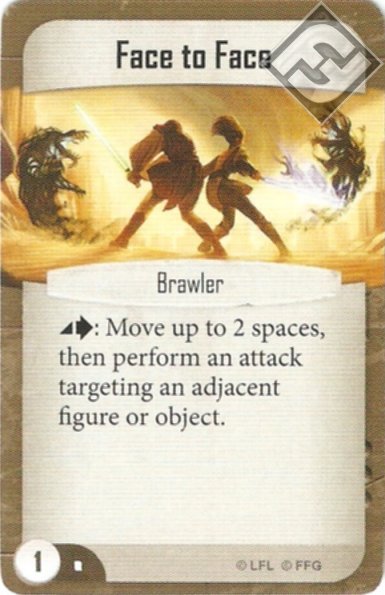 Face to Face
Brawler
: Move up to 2 spaces,
then perform an attack
targeting an adjacent
figure or object.
1
© LFL © FFG